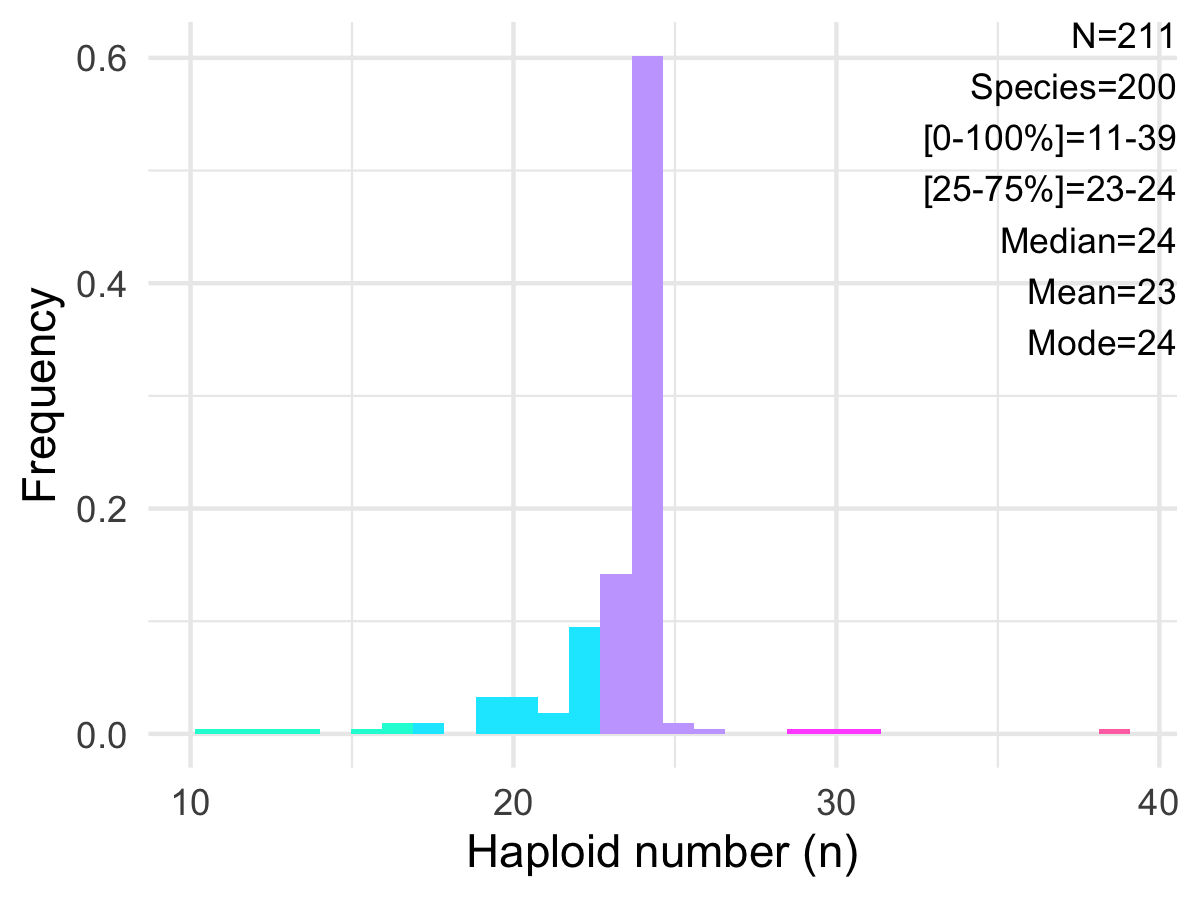 N=211
Species=200
[0-100%]=11-39
[25-75%]=23-24
Median=24
Mean=23
Mode=24
Frequency
0.6
0.4
0.2
0.0
10 20 30 40
Haploid number (n)